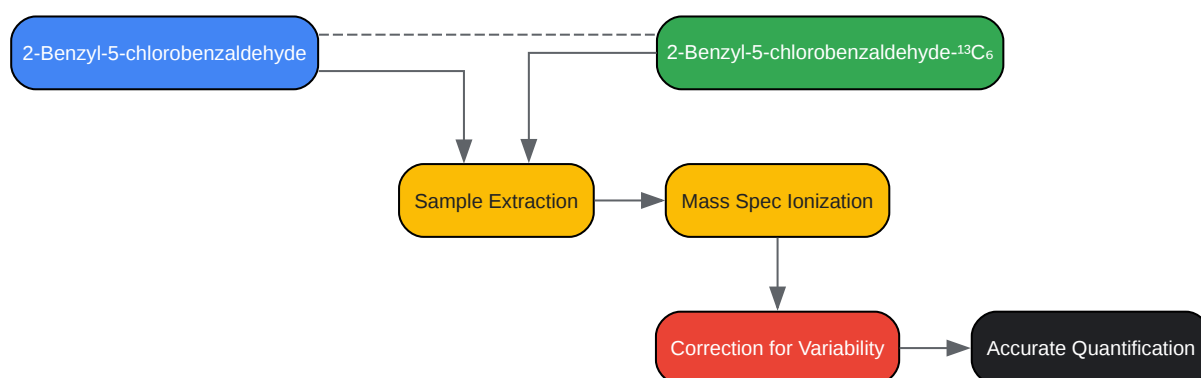 2-Benzyl-5-chlorobenzaldehyde
2-Benzyl-5-chlorobenzaldehyde-¹³C₆
Sample Extraction
Mass Spec Ionization
Correction for Variability
Accurate Quantification